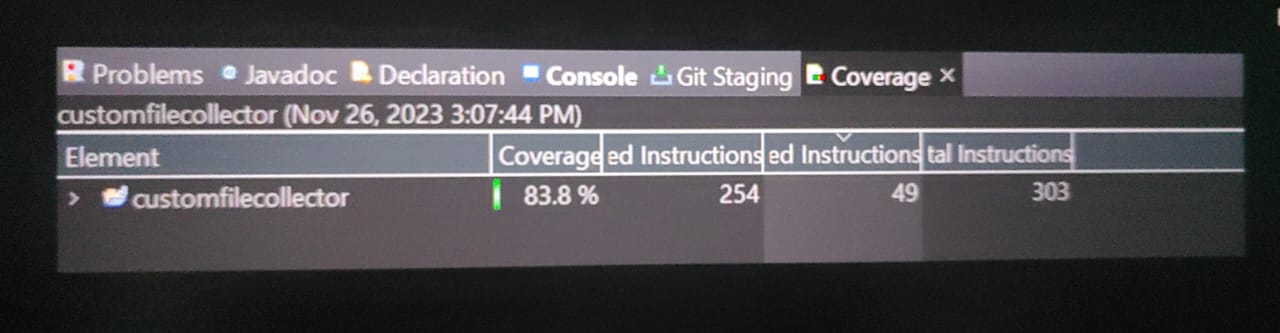 Problems Javadoc Declaration Console Git Staging Coverage ×
customfilecollector (Nov 26, 2023 3:07:44 PM)
Element Coverage ed Instructions ed Instructions tal Instructions
> customfilecollector 83.8 % 254 49 303